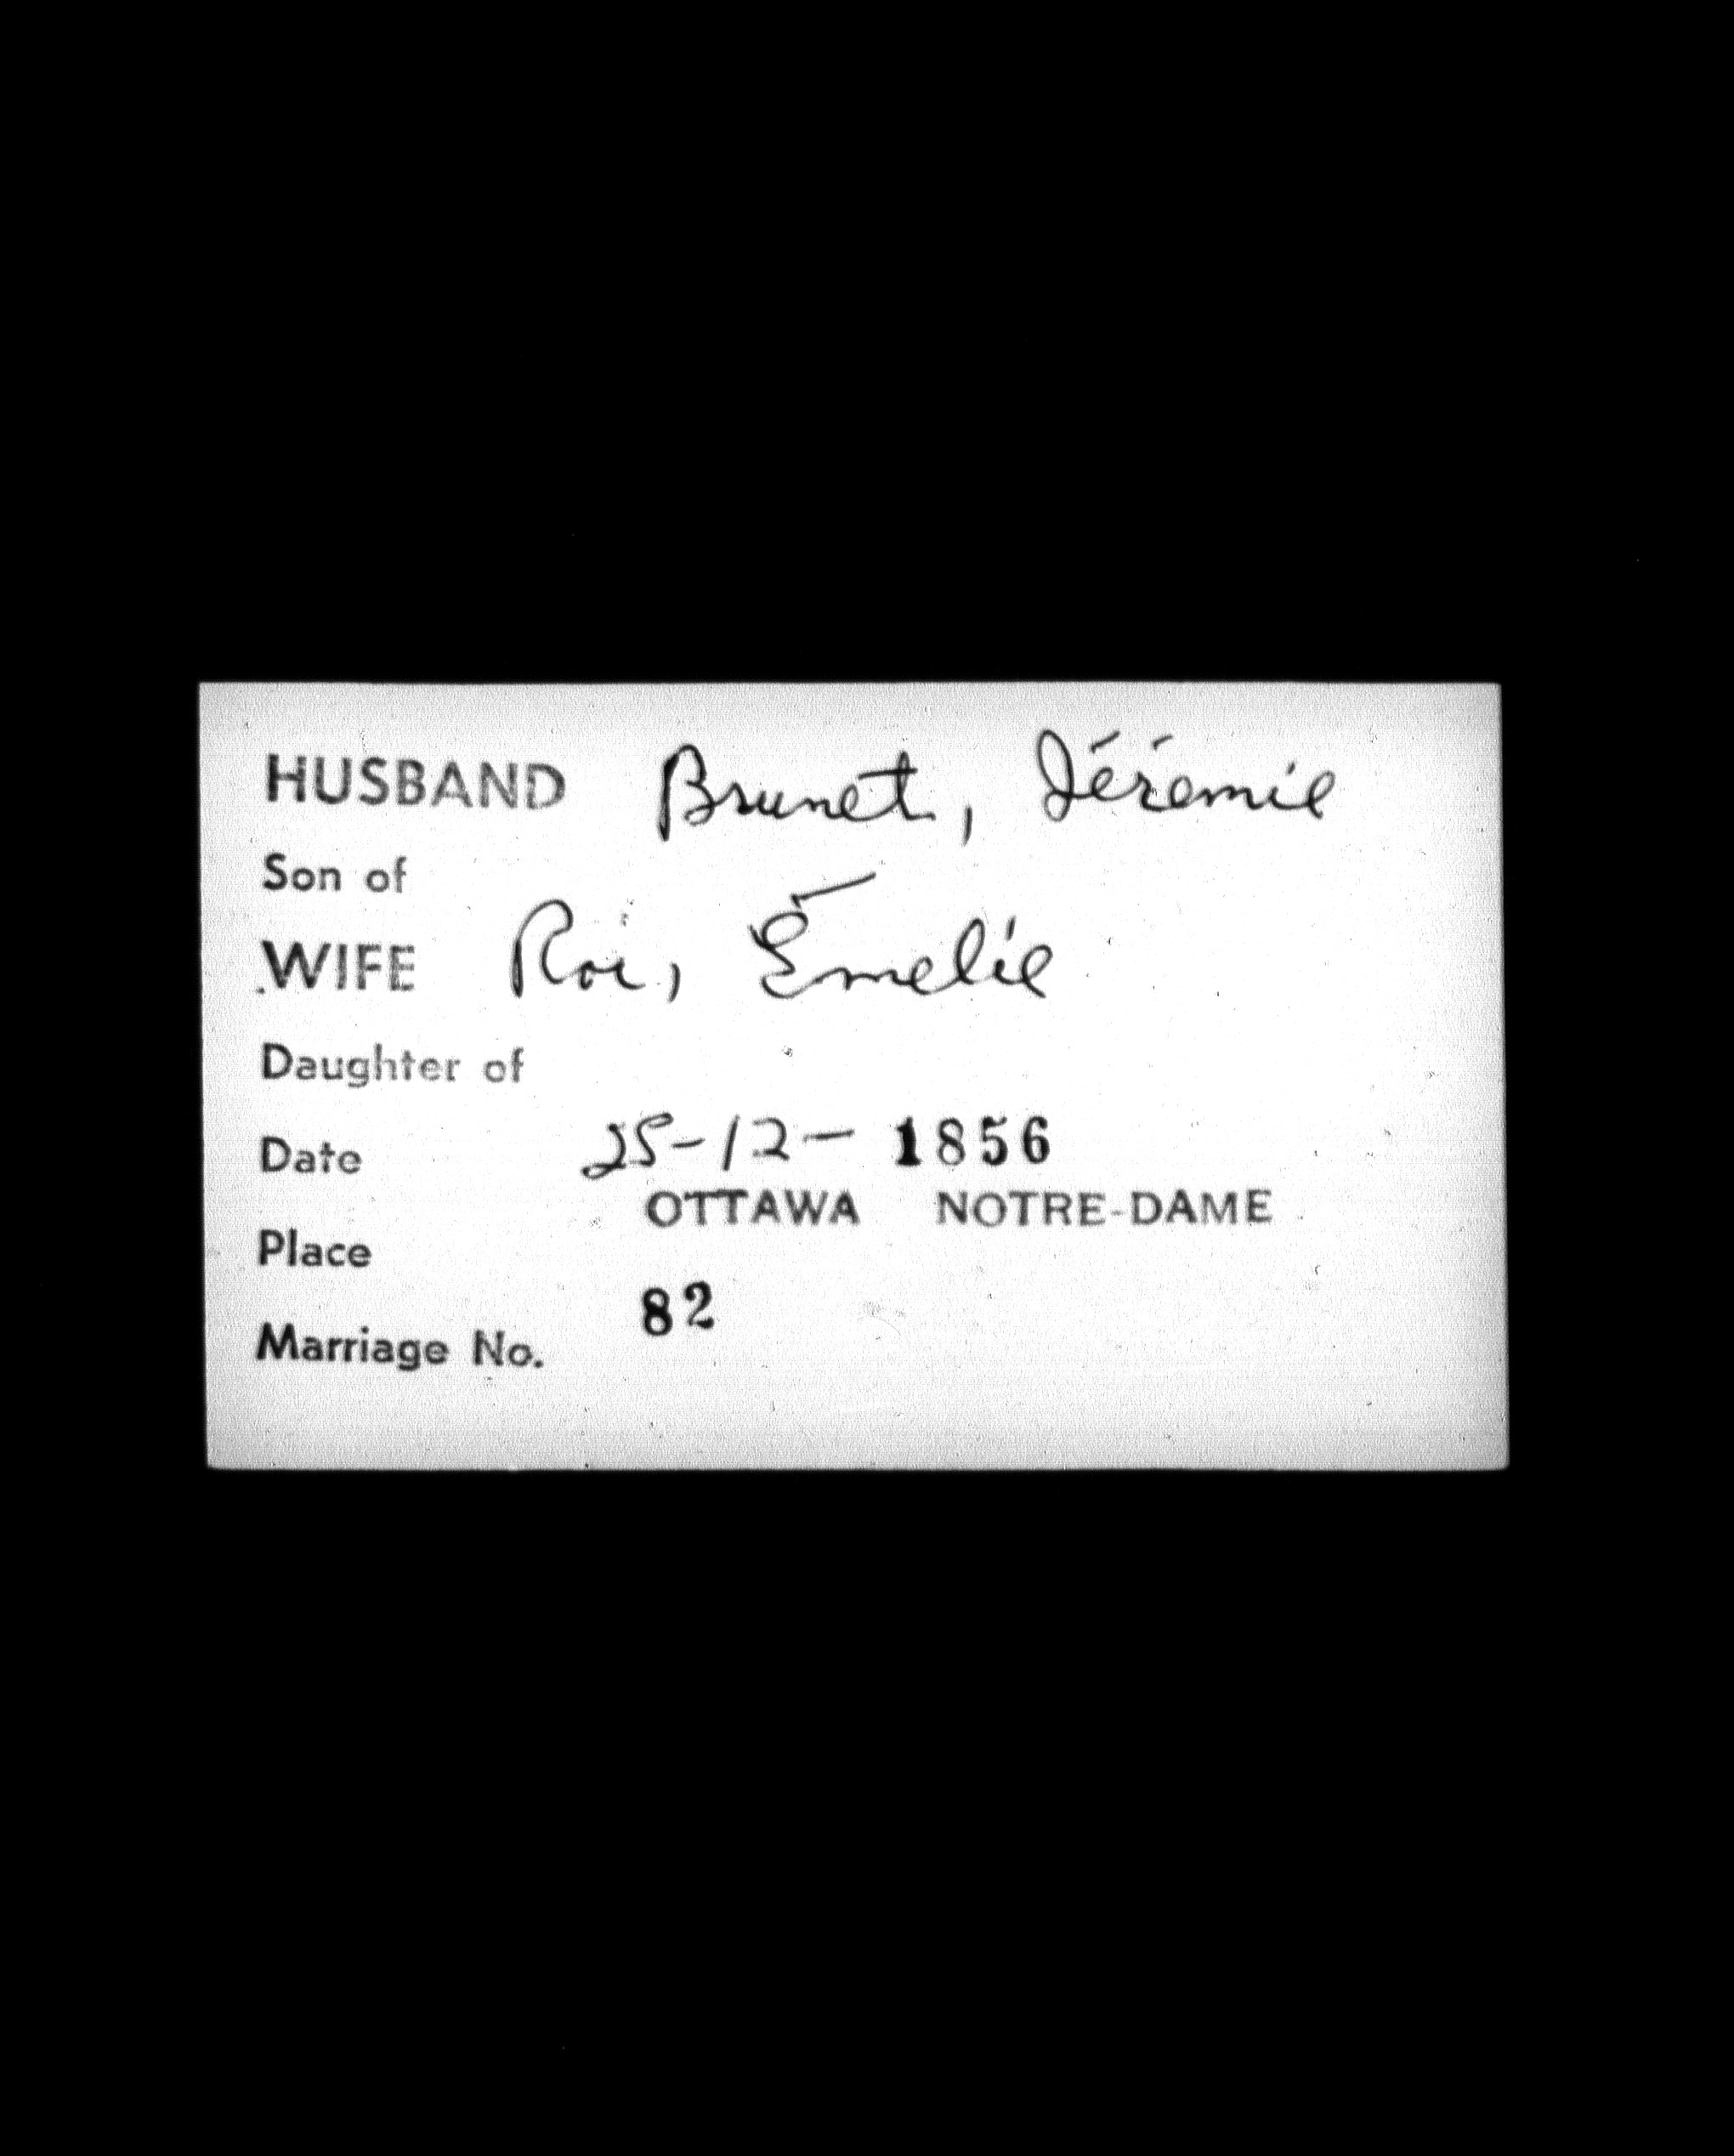 HUSBAND Brunet, Jérémie
Son of
WIFE Roi, Émelie
Daughter of
Date 25-12- 1856
OTTAWA NOTRE-DAME
Place
82
Marriage No.